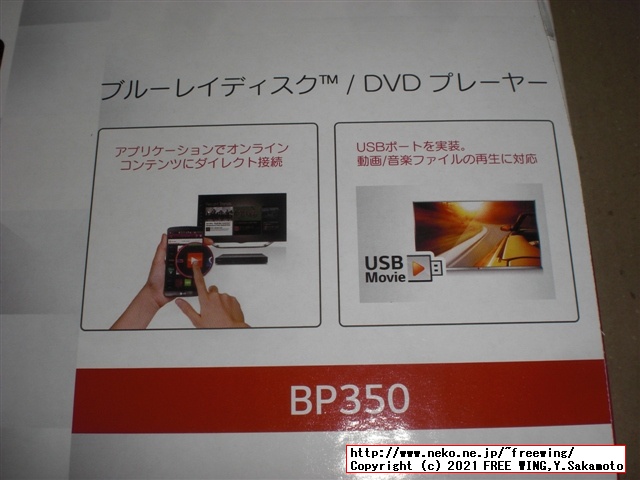 ブルーレイディスク™ / DVD プレーヤー
アプリケーションでオンライン
コンテンツにダイレクト接続
USBポートを実装。
動画/音楽ファイルの再生に対応
USB
Movie
BP350
http://www.neko.ne.jp/~freewing/
Copyright (c) 2021 FREE WING,Y.Sakamoto